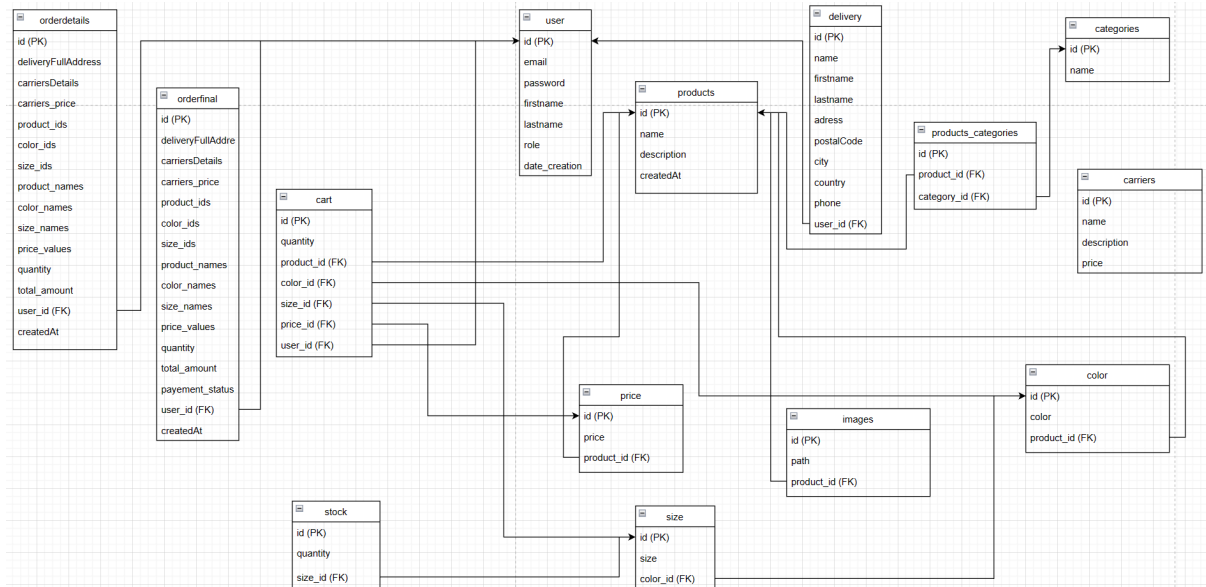 orderdetails
id (PK)
deliveryFullAddress
carriersDetails
carriers_price
product_ids
color_ids
size_ids
product_names
color_names
size_names
price_values
quantity
total_amount
user_id (FK)
createdAt
orderfinal
id (PK)
deliveryFullAddre
carriersDetails
carriers_price
product_ids
color_ids
size_ids
product_names
color_names
size_names
price_values
quantity
total_amount
payement_status
user_id (FK)
createdAt
cart
id (PK)
quantity
product_id (FK)
color_id (FK)
size_id (FK)
price_id (FK)
user_id (FK)
user
id (PK)
email
password
firstname
lastname
role
date_creation
products
id (PK)
name
description
createdAt
delivery
id (PK)
name
firstname
lastname
adress
postalCode
city
country
phone
user_id (FK)
products_categories
id (PK)
product_id (FK)
category_id (FK)
categories
id (PK)
name
carriers
id (PK)
name
description
price
price
id (PK)
price
product_id (FK)
images
id (PK)
path
product_id (FK)
color
id (PK)
color
product_id (FK)
stock
id (PK)
quantity
size_id (FK)
size
id (PK)
size
color_id (FK)